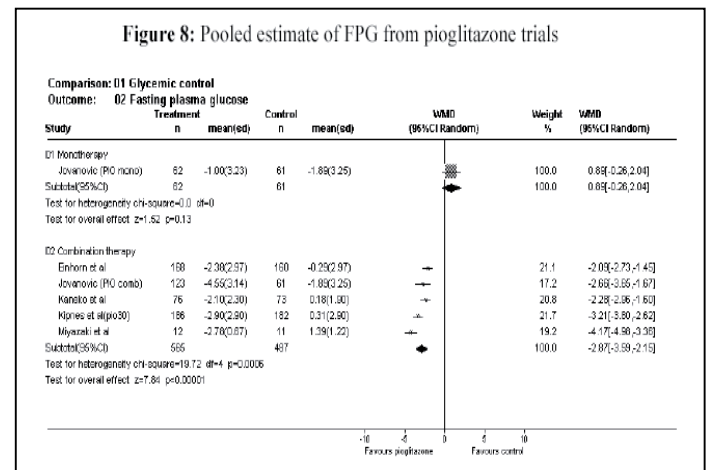 Figure 8: Pooled estimate of FPG from pioglitazone trials
Comparison: 01 Glycemic control
Outcome: 02 Fasting plasma glucose
Treatment Control WMD Weight WMD
Study n mean(sd) n mean(sd) (95%CI Random) % (95%CI Random)
01 Monotherapy
Jovanovic (PIO mono) 62 -1.00(3.23) 61 -1.89(3.25) 100.0 0.89[-0.26,2.04]
Subtotal(95%CI) 62 61 100.0 0.89[-0.26,2.04]
Test for heterogeneity chi-square=0.0 df=0
Test for overall effect z=1.52 p=0.13
02 Combination therapy
Einhorn et al 168 -2.38(2.97) 160 -0.29(2.97) 21.1 -2.09[-2.73,-1.45]
Jovanovic (PIO comb) 123 -4.55(3.14) 61 -1.89(3.25) 17.2 -2.66[-3.65,-1.67]
Kaneko et al 76 -2.10(2.30) 73 0.18(1.90) 20.8 -2.28[-2.96,-1.60]
Kipnes et al(pio30) 186 -2.90(2.90) 182 0.31(2.90) 21.7 -3.21[-3.80,-2.62]
Miyazaki et al 12 -2.78(0.67) 11 1.39(1.22) 19.2 -4.17[-4.98,-3.36]
Subtotal(95%CI) 565 487 100.0 -2.87[-3.59,-2.15]
Test for heterogeneity chi-square=19.72 df=4 p=0.0006
Test for overall effect z=7.84 p<0.00001
-10 -5 0 5 10
Favours pioglitazone Favours control